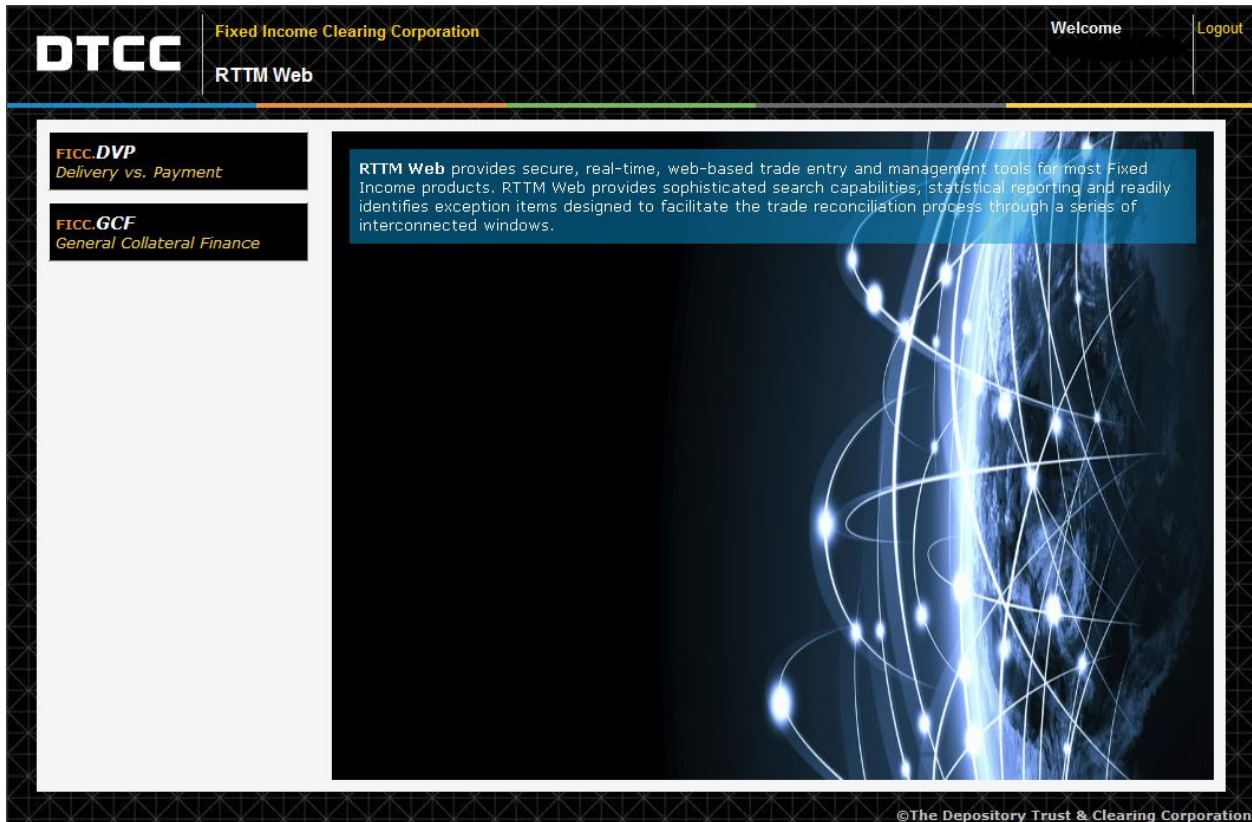 DTCC
Fixed Income Clearing Corporation
RTTM Web
Welcome
Logout
FICC.DVP
Delivery vs. Payment
FICC.GCF
General Collateral Finance
RTTM Web provides secure, real-time, web-based trade entry and management tools for most Fixed
Income products. RTTM Web provides sophisticated search capabilities, statistical reporting and readily
identifies exception items designed to facilitate the trade reconciliation process through a series of
interconnected windows.
©The Depository Trust & Clearing Corporation